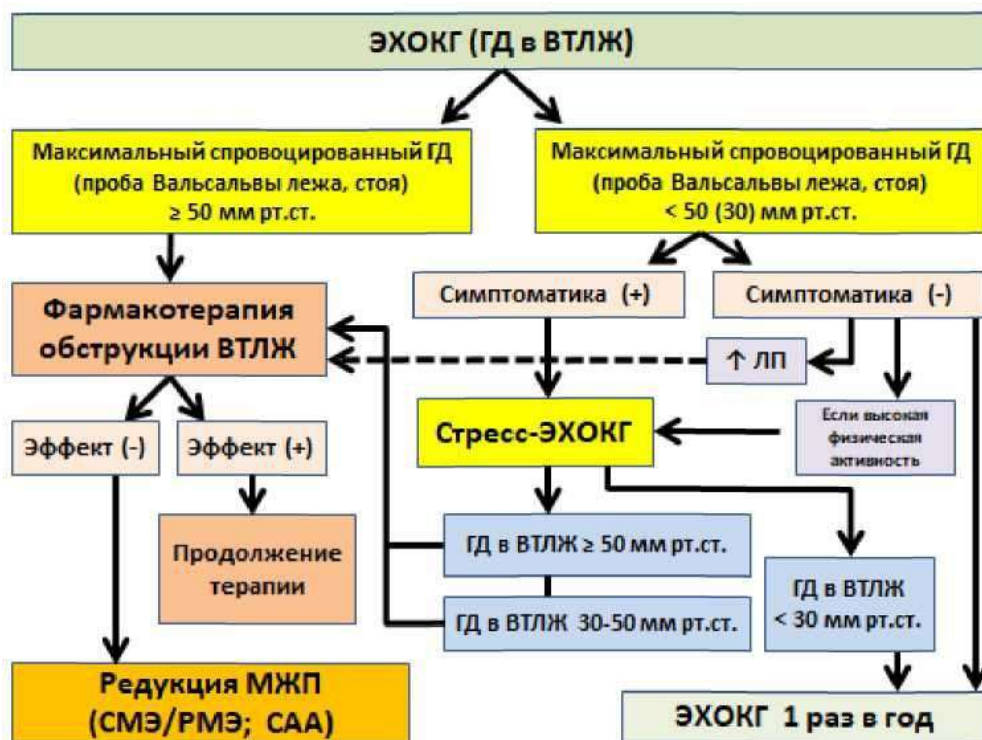 ЭХОКГ (ГД в ВТЛЖ)
Максимальный спровоцированный ГД
(проба Вальсальвы лежа, стоя)
≥ 50 мм рт.ст.
Максимальный спровоцированный ГД
(проба Вальсальвы лежа, стоя)
< 50 (30) мм рт.ст.
Симптоматика (+)
Симптоматика (-)
Фармакотерапия
обструкции ВТЛЖ
↑ ЛП
Эффект (-)
Эффект (+)
Стресс-ЭХОКГ
Если высокая
физическая
активность
Продолжение
терапии
ГД в ВТЛЖ ≥ 50 мм рт.ст.
ГД в ВТЛЖ 30-50 мм рт.ст.
ГД в ВТЛЖ
< 30 мм рт.ст.
Редукция МЖП
(СМЭ/РМЭ; САА)
ЭХОКГ 1 раз в год